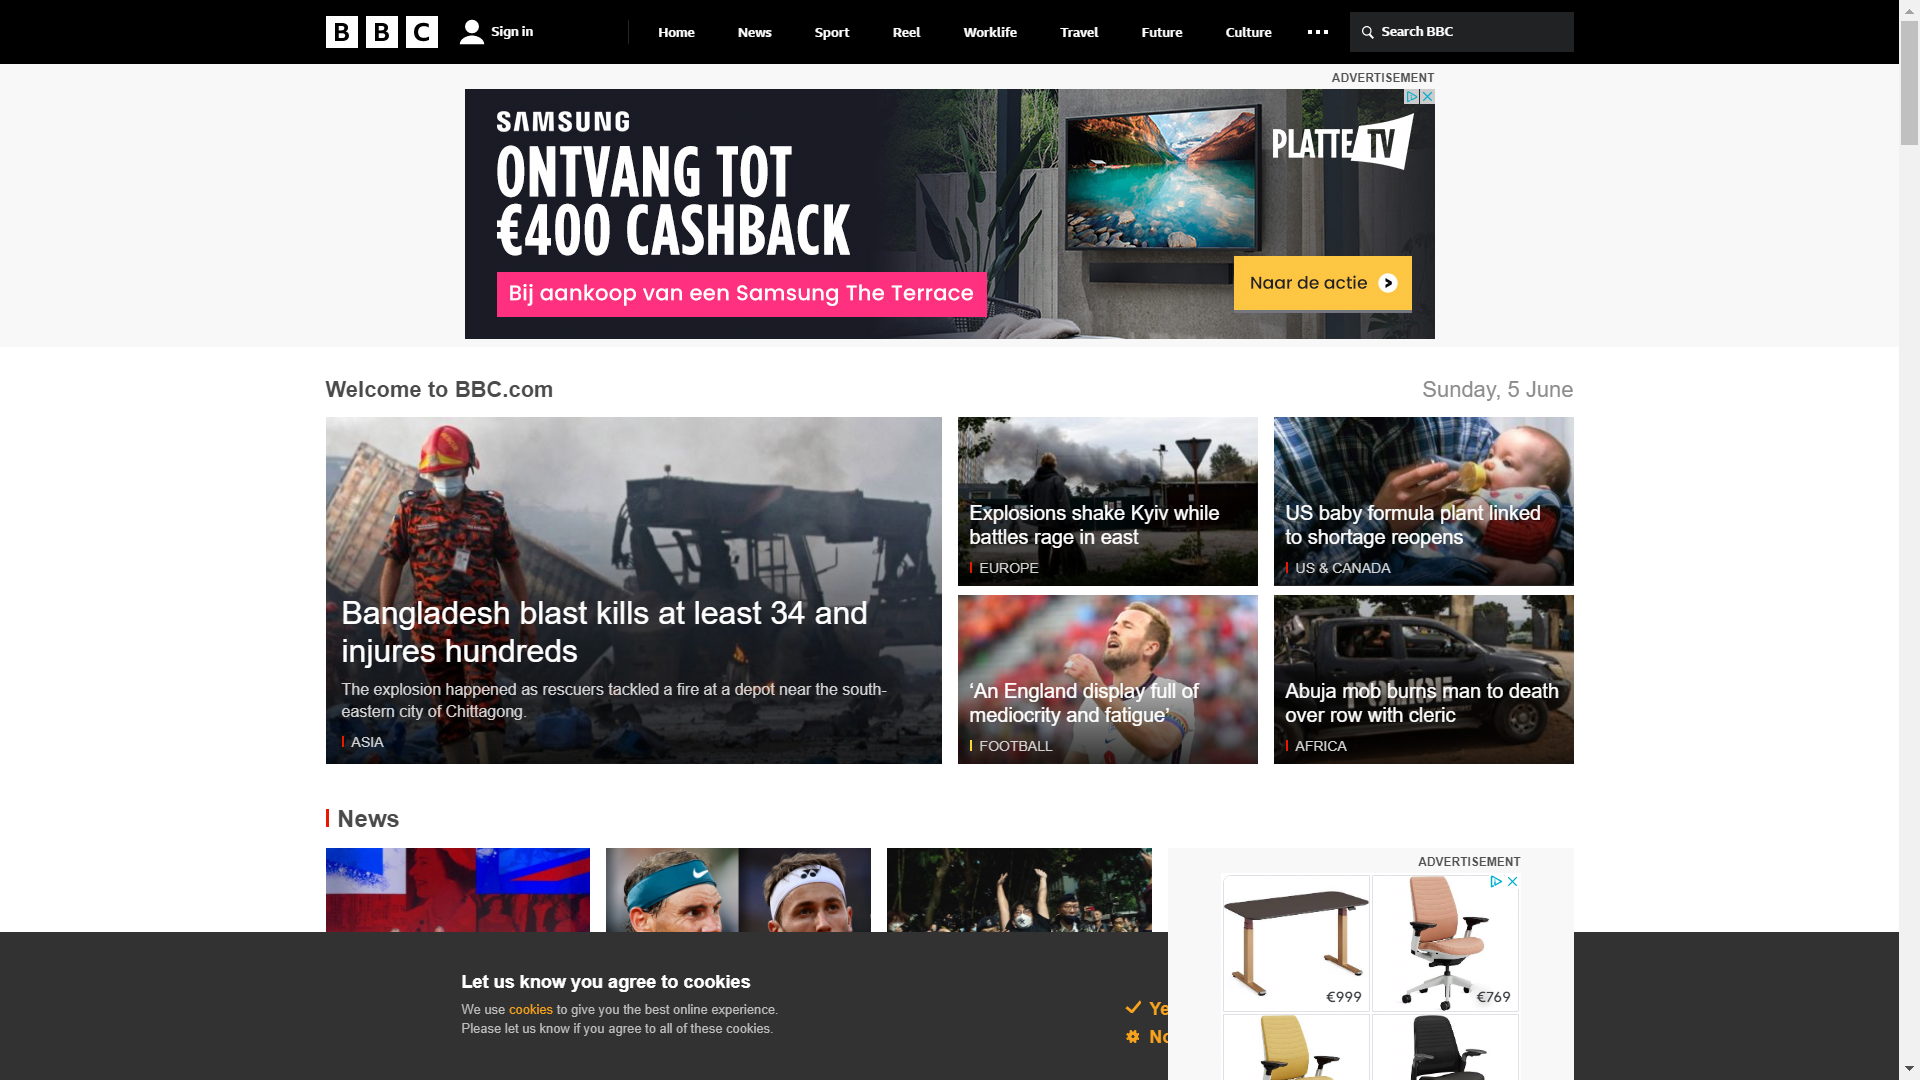 BBC
Sign in
Home
News
Sport
Reel
Worklife
Travel
Future
Culture
Search BBC
ADVERTISEMENT
SAMSUNG
ONTVANG TOT
€400 CASHBACK
Bij aankoop van een Samsung The Terrace
PLATTE TV
Naar de actie
Welcome to BBC.com
Sunday, 5 June
Bangladesh blast kills at least 34 and
injures hundreds
The explosion happened as rescuers tackled a fire at a depot near the south-
eastern city of Chittagong.
ASIA
Explosions shake Kyiv while
battles rage in east
EUROPE
US baby formula plant linked
to shortage reopens
US & CANADA
‘An England display full of
mediocrity and fatigue’
FOOTBALL
Abuja mob burns man to death
over row with cleric
AFRICA
News
ADVERTISEMENT
€999
€769
Let us know you agree to cookies
We use cookies to give you the best online experience.
Please let us know if you agree to all of these cookies.
Ye
No